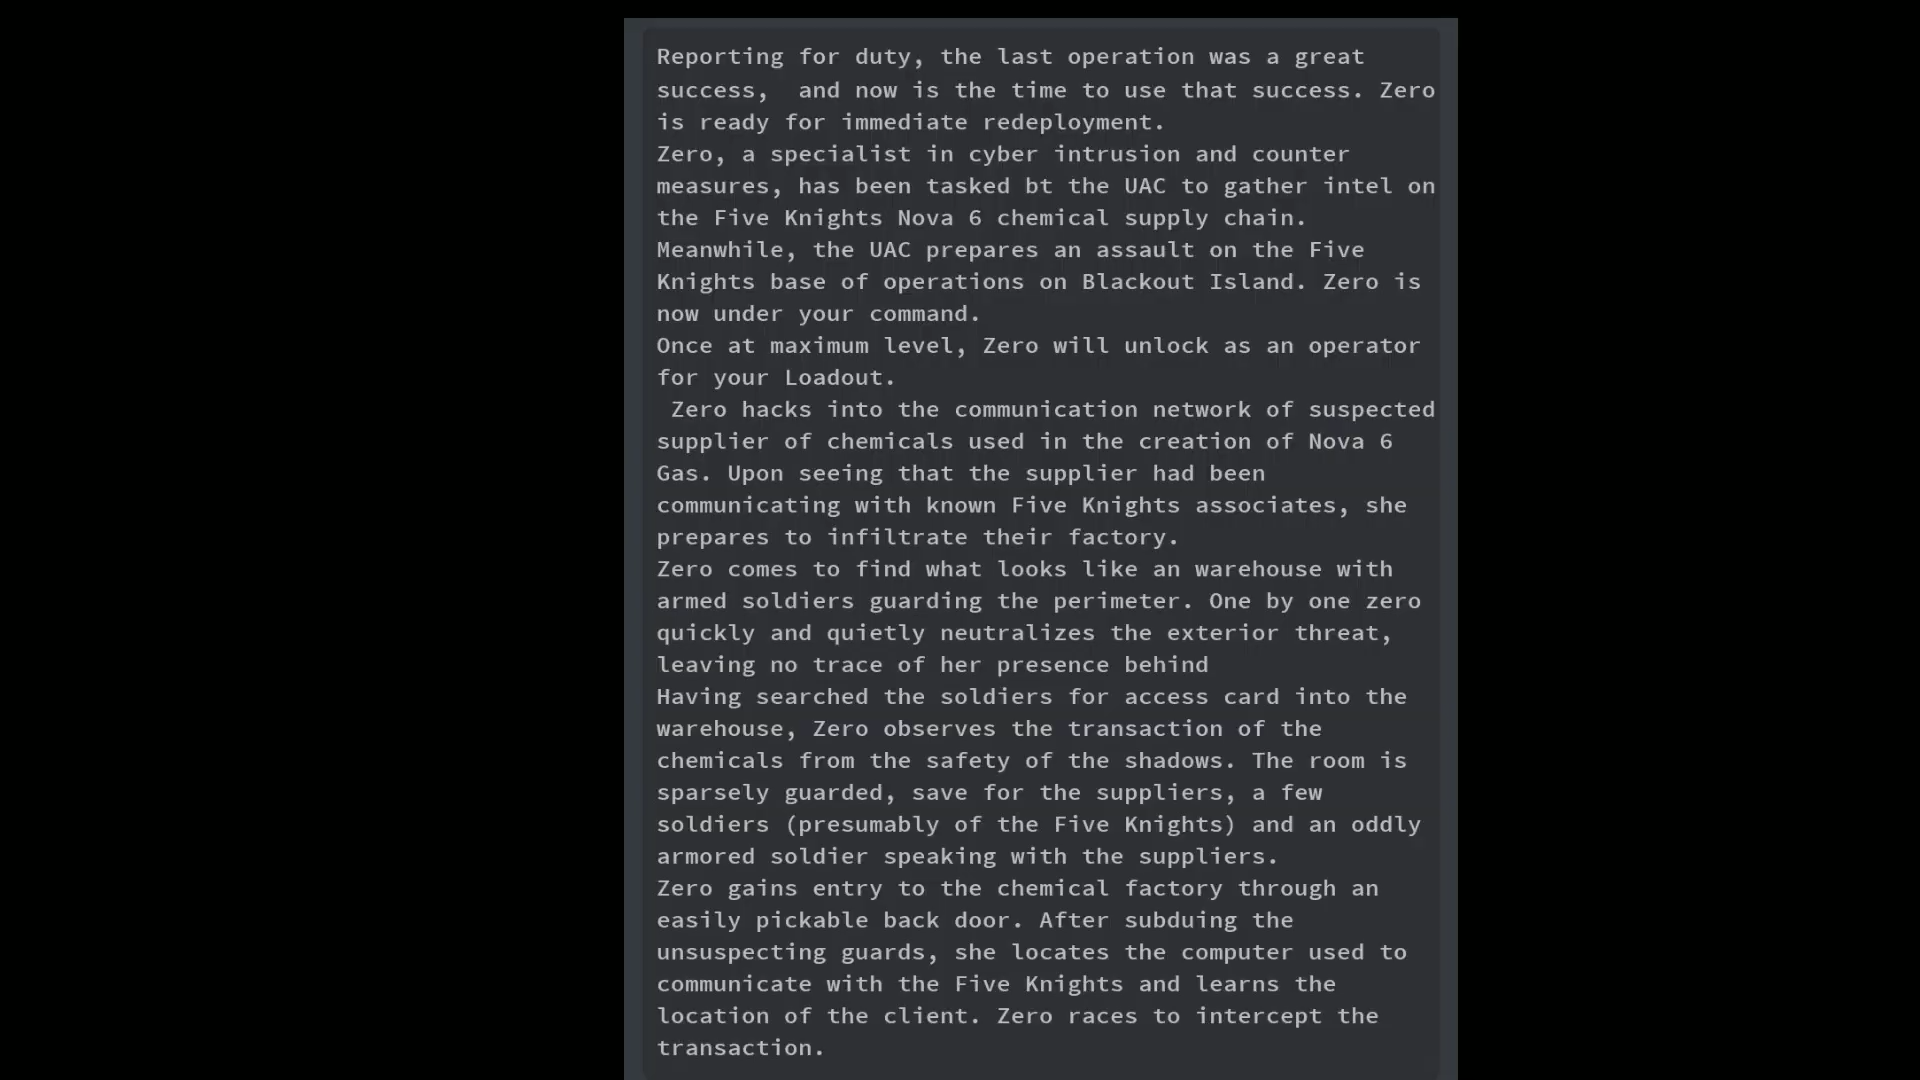 Reporting for duty, the last operation was a great
success,  and now is the time to use that success. Zero
is ready for immediate redeployment.
Zero, a specialist in cyber intrusion and counter
measures, has been tasked bt the UAC to gather intel on
the Five Knights Nova 6 chemical supply chain.
Meanwhile, the UAC prepares an assault on the Five
Knights base of operations on Blackout Island. Zero is
now under your command.
Once at maximum level, Zero will unlock as an operator
for your Loadout.
 Zero hacks into the communication network of suspected
supplier of chemicals used in the creation of Nova 6
Gas. Upon seeing that the supplier had been
communicating with known Five Knights associates, she
prepares to infiltrate their factory.
Zero comes to find what looks like an warehouse with
armed soldiers guarding the perimeter. One by one zero
quickly and quietly neutralizes the exterior threat,
leaving no trace of her presence behind
Having searched the soldiers for access card into the
warehouse, Zero observes the transaction of the
chemicals from the safety of the shadows. The room is
sparsely guarded, save for the suppliers, a few
soldiers (presumably of the Five Knights) and an oddly
armored soldier speaking with the suppliers.
Zero gains entry to the chemical factory through an
easily pickable back door. After subduing the
unsuspecting guards, she locates the computer used to
communicate with the Five Knights and learns the
location of the client. Zero races to intercept the
transaction.